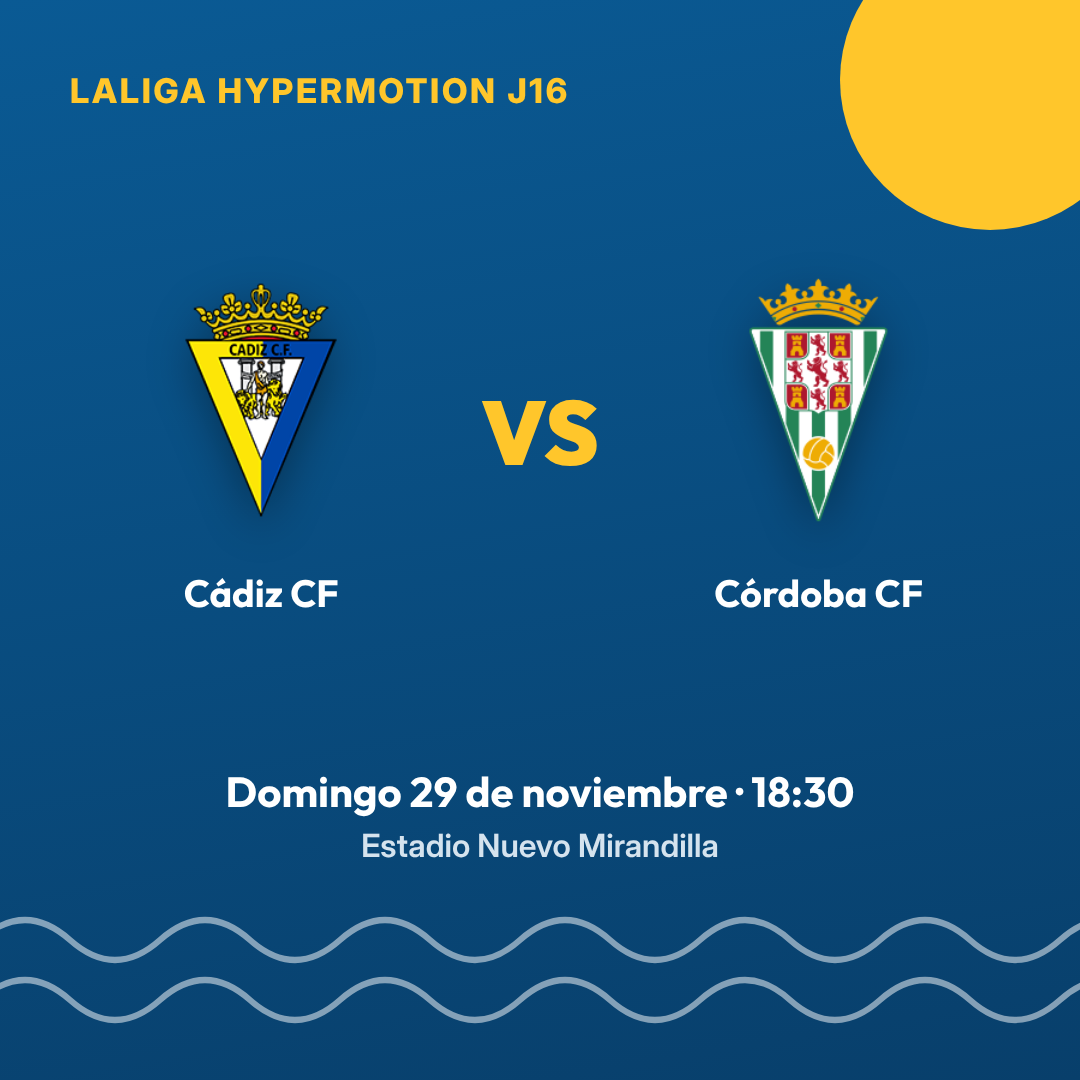 LALIGA HYPERMOTION J16
CADIZ C.F.
VS
Cádiz CF
Córdoba CF
Domingo 29 de noviembre · 18:30
Estadio Nuevo Mirandilla